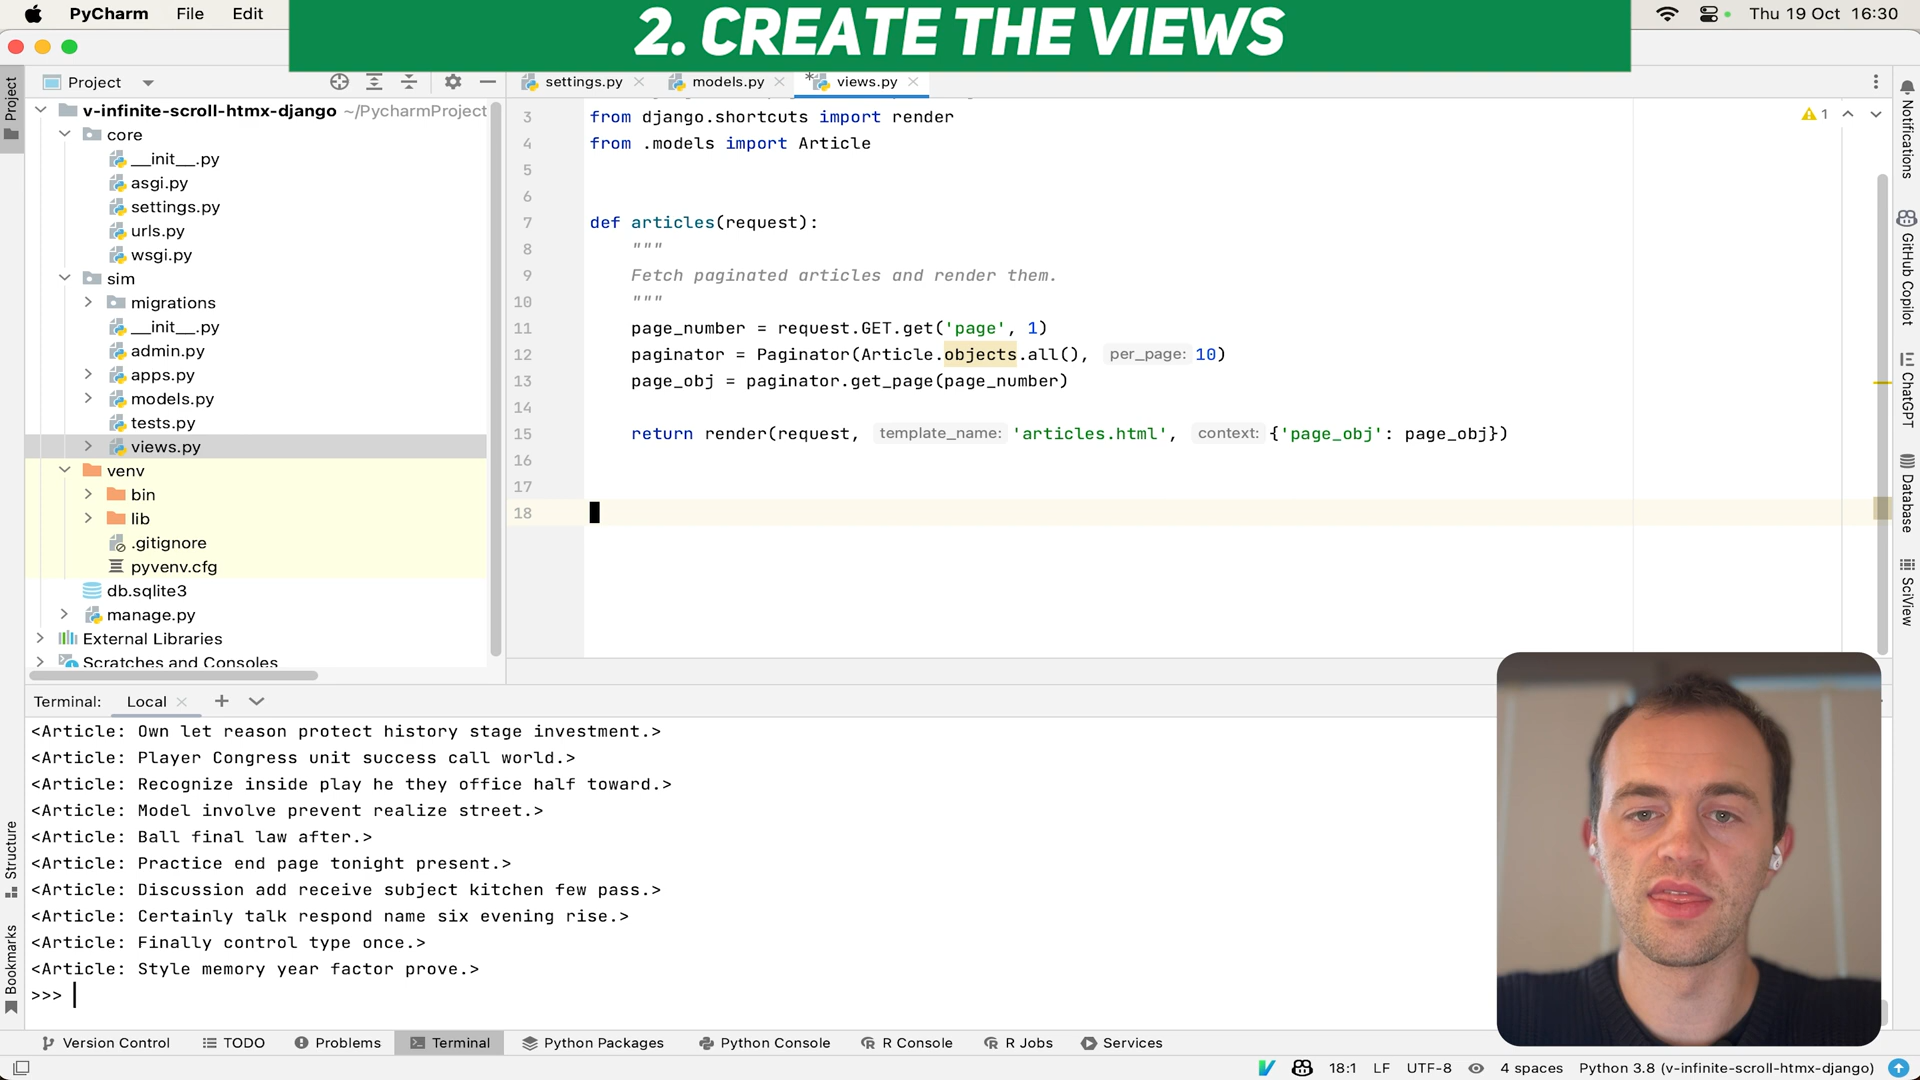 PyCharm File Edit
2. CREATE THE VIEWS
Thu 19 Oct 16:30
Project
settings.py
models.py
views.py
v-infinite-scroll-htmx-django ~/PycharmProject
core
__init__.py
asgi.py
settings.py
urls.py
wsgi.py
sim
migrations
__init__.py
admin.py
apps.py
models.py
tests.py
views.py
venv
bin
lib
.gitignore
pyvenv.cfg
db.sqlite3
manage.py
External Libraries
Scratches and Consoles
3 from django.shortcuts import render
4 from .models import Article
5
6
7 def articles(request):
8 """
9 Fetch paginated articles and render them.
10 """
11 page_number = request.GET.get('page', 1)
12 paginator = Paginator(Article.objects.all(), per_page: 10)
13 page_obj = paginator.get_page(page_number)
14
15 return render(request, template_name: 'articles.html', context: {'page_obj': page_obj})
16
17
18
1
Project
Structure
Bookmarks
Notifications
GitHub Copilot
ChatGPT
Database
SciView
Terminal: Local
<Article: Own let reason protect history stage investment.>
<Article: Player Congress unit success call world.>
<Article: Recognize inside play he they office half toward.>
<Article: Model involve prevent realize street.>
<Article: Ball final law after.>
<Article: Practice end page tonight present.>
<Article: Discussion add receive subject kitchen few pass.>
<Article: Certainly talk respond name six evening rise.>
<Article: Finally control type once.>
<Article: Style memory year factor prove.>
>>>
Version Control TODO Problems Terminal Python Packages Python Console R Console R Jobs Services
18:1 LF UTF-8 4 spaces Python 3.8 (v-infinite-scroll-htmx-django)